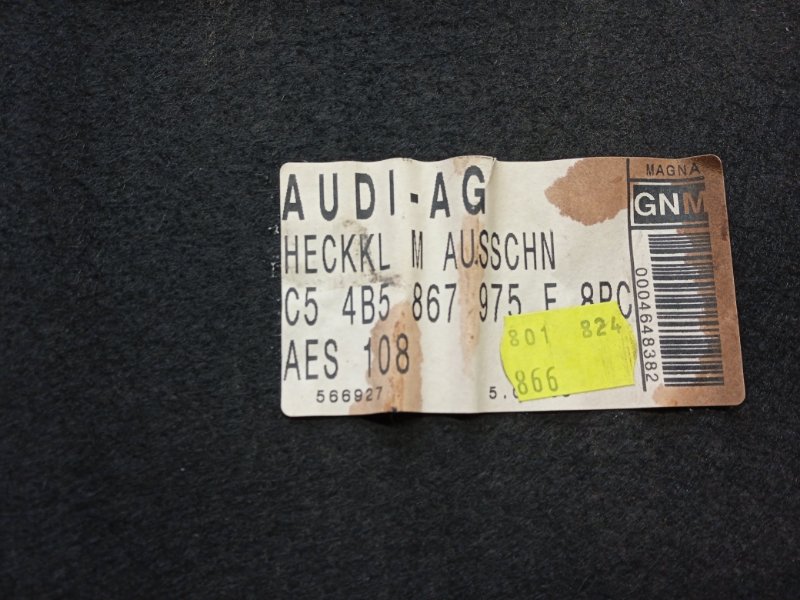 AUDI-AG
HECKKL M AUSSCHN
C5 4B5 867 975 8PC
AES 108
566927
MAGNA
GNM
0004648382
801 824
866